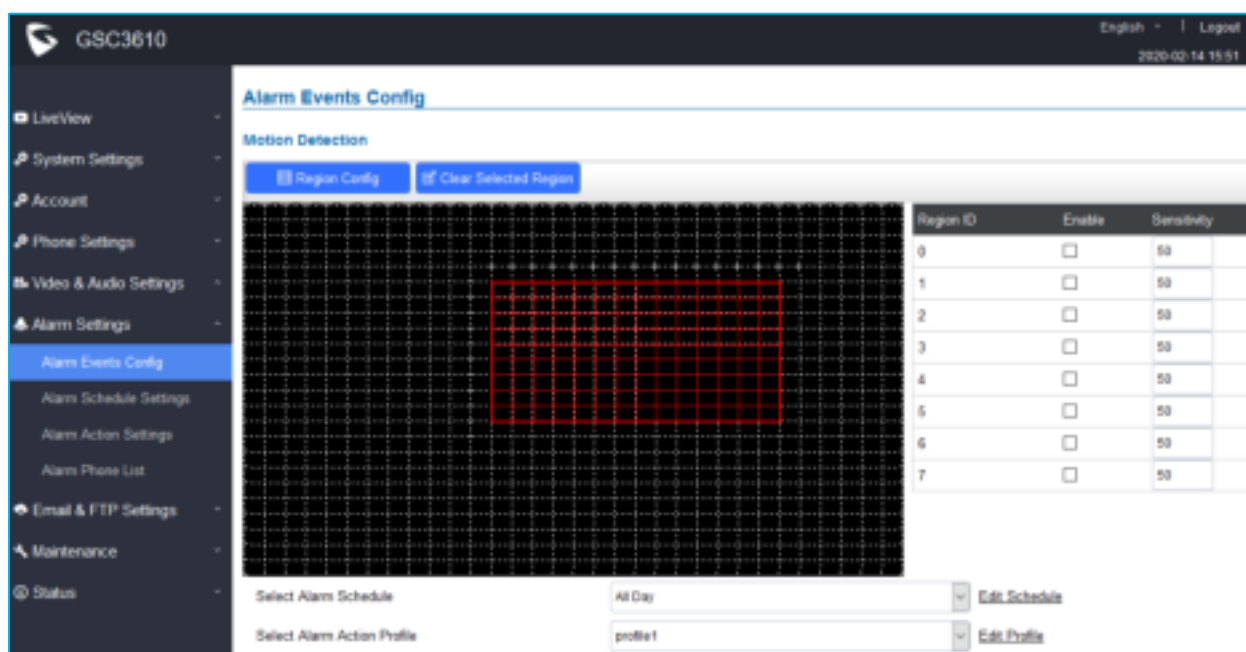 GSC3610
English | Logout
2020-02-14 15:51
LiveView
System Settings
Account
Phone Settings
Video & Audio Settings
Alarm Settings
Alarm Events Config
Alarm Schedule Settings
Alarm Action Settings
Alarm Phone List
Email & FTP Settings
Maintenance
Status
Alarm Events Config
Motion Detection
Region Config Clear Selected Region
Region ID Enable Sensitivity
0 50
1 50
2 50
3 50
4 50
5 50
6 50
7 50
Select Alarm Schedule All Day Edit Schedule
Select Alarm Action Profile profile1 Edit Profile